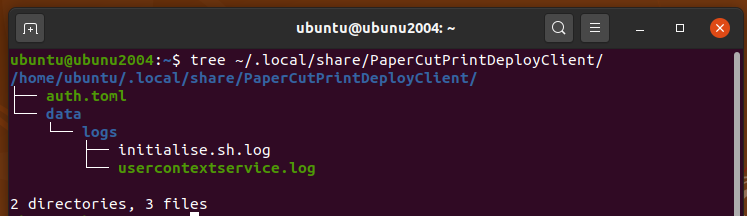 ubuntu@ubunu2004: ~
ubuntu@ubunu2004:~$ tree ~/.local/share/PaperCutPrintDeployClient/
/home/ubuntu/.local/share/PaperCutPrintDeployClient/
├── auth.toml
└── data
    └── logs
        ├── initialise.sh.log
        └── usercontextservice.log
2 directories, 3 files